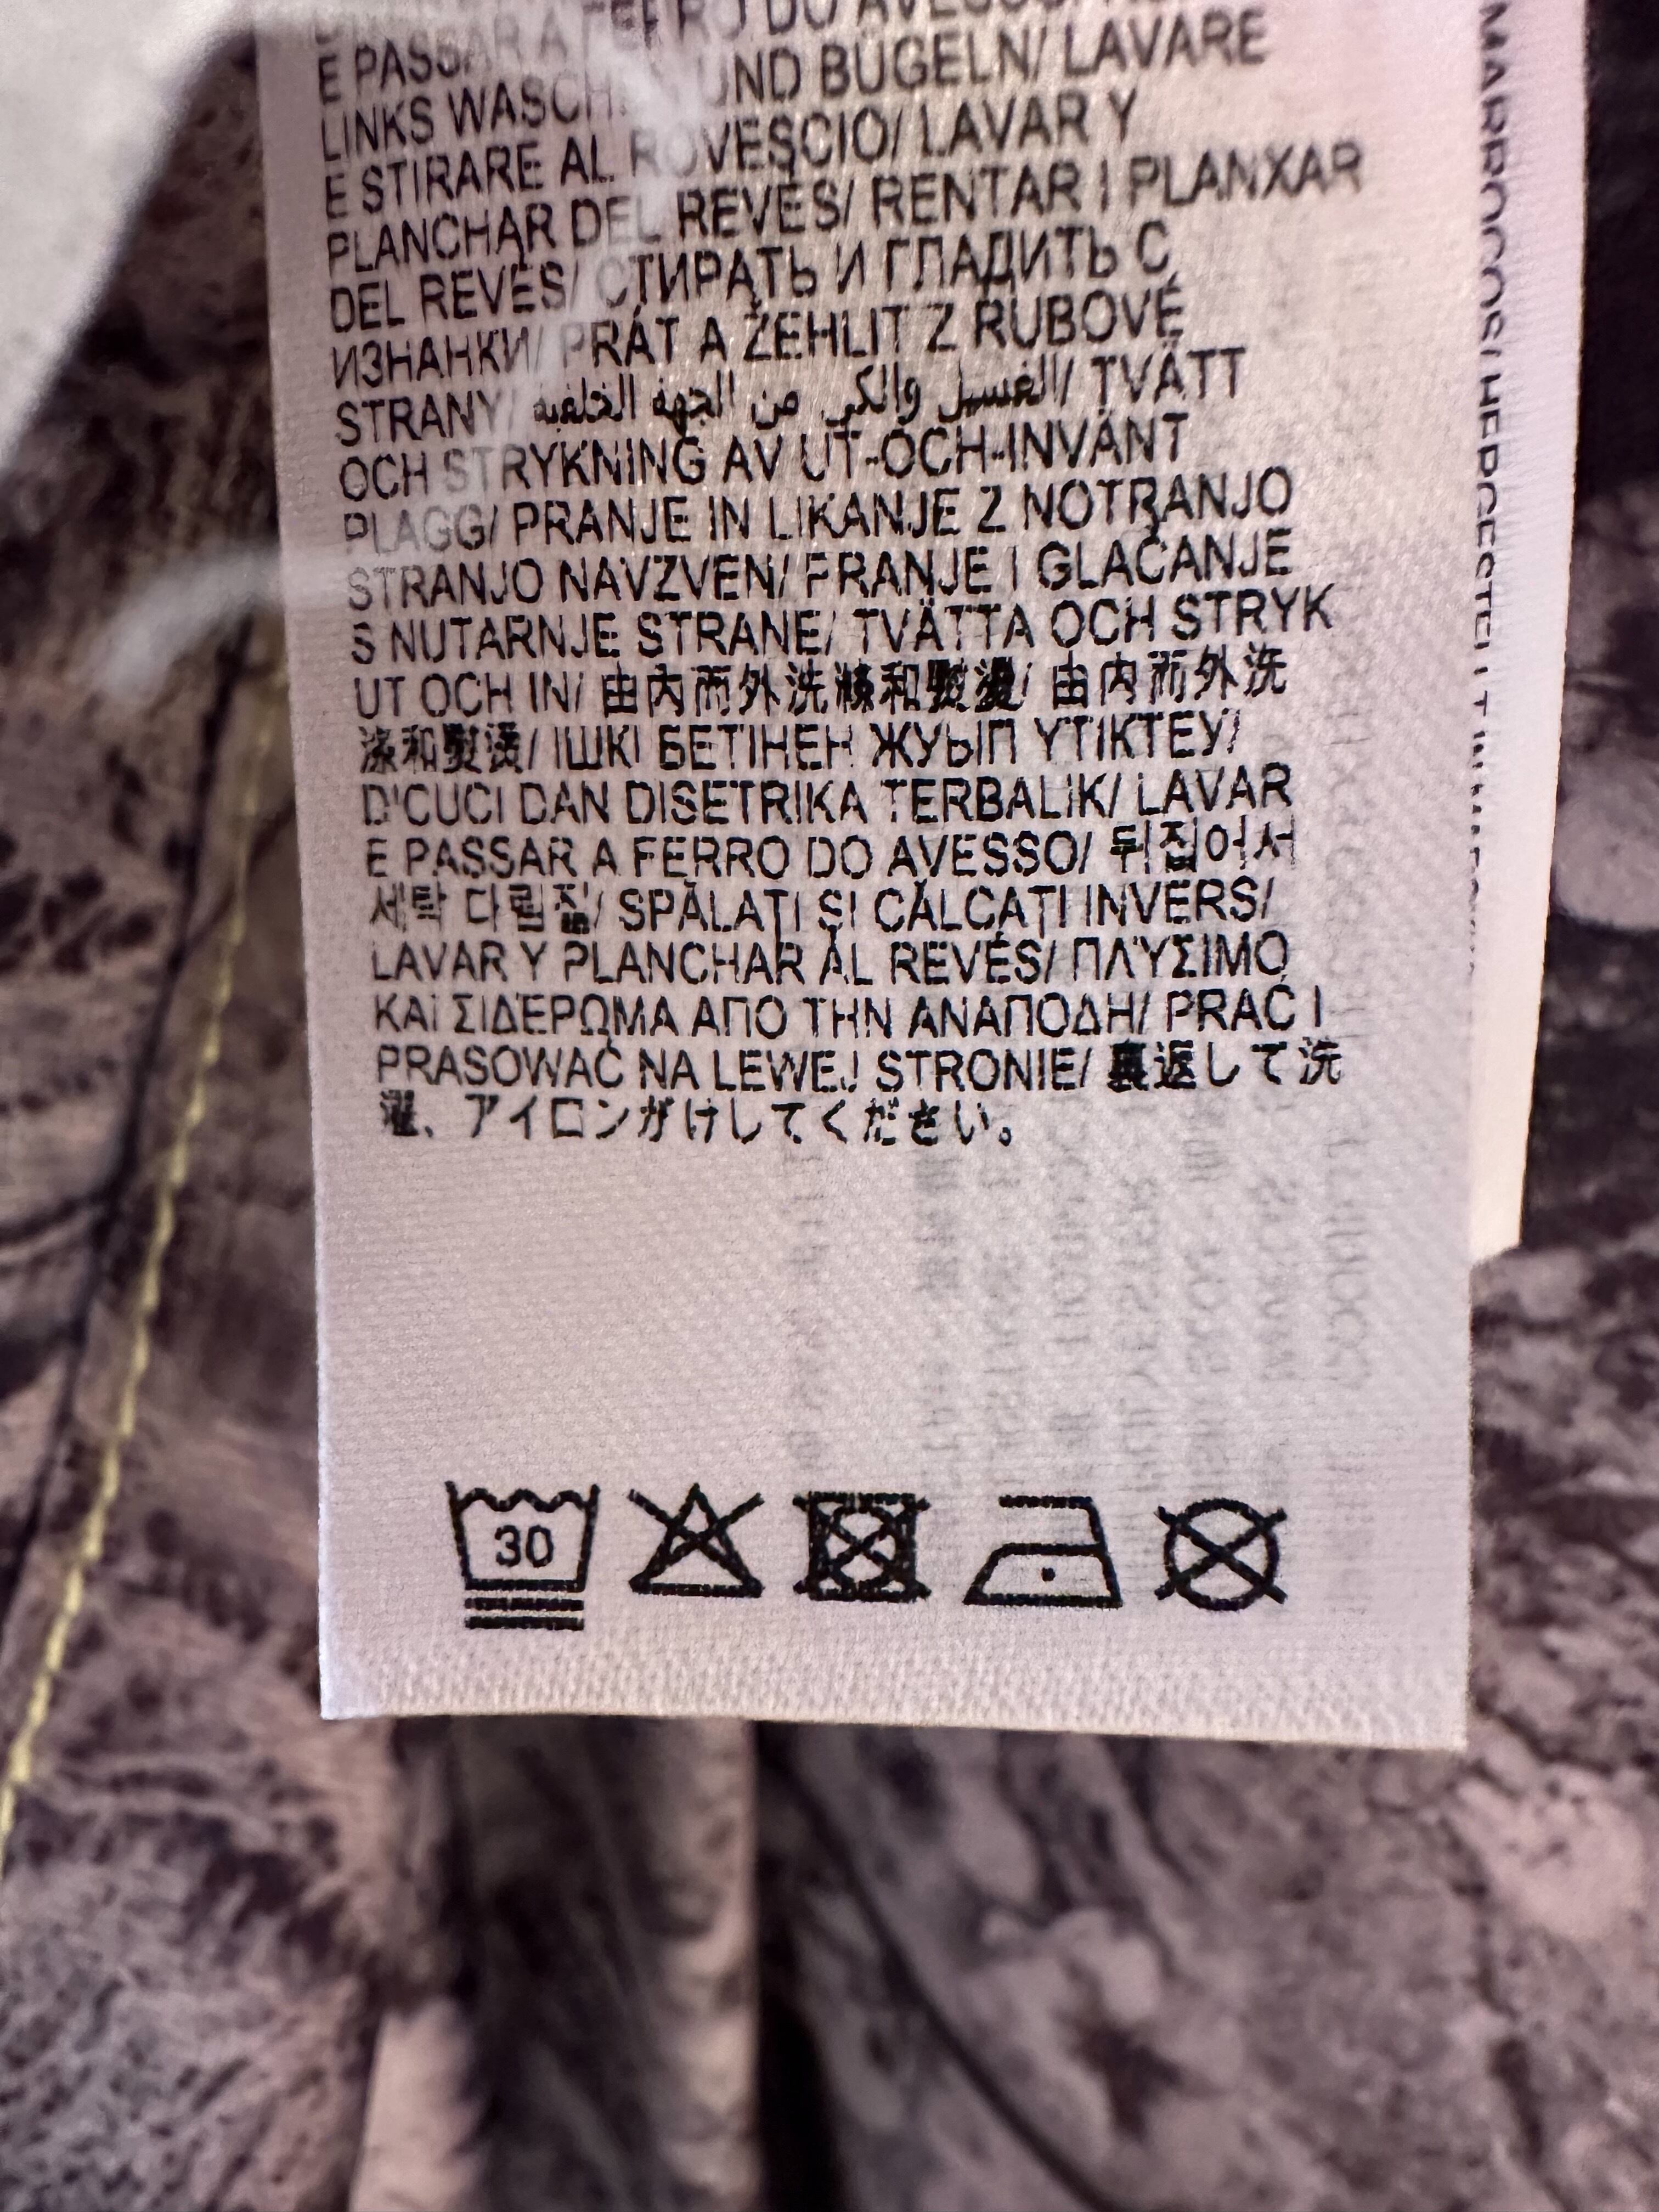 E PASSAR A FERRO DO AVESSO/
LINKS WASCHEN UND BÜGELN/ LAVARE
E STIRARE AL ROVESCIO/ LAVAR Y
PLANCHAR DEL REVÉS/ RENTAR I PLANXAR
DEL REVÉS/ СТИРАТЬ И ГЛАДИТЬ С
ИЗНАНКИ/ PRÁT A ŽEHLIT Z RUBOVÉ
STRANY/ الغسيل والكي من الجهة الخلفية/ TVÄTT
OCH STRYKNING AV UT-OCH-INVÄNT
PLAGG/ PRANJE IN LIKANJE Z NOTRANJO
STRANJO NAVZVEN/ PRANJE I GLAČANJE
S NUTARNJE STRANE/ TVÄTTA OCH STRYK
UT OCH IN/ 由内而外洗滌和熨燙/ 由内而外洗
涤和熨烫/ ІШКІ БЕТІНЕН ЖУЫП ҮТІКТЕУ/
DICUCI DAN DISETRIKA TERBALIK/ LAVAR
E PASSAR A FERRO DO AVESSO/ 뒤집어서
세탁 다림질/ SPĂLAȚI ȘI CĂLCAȚI INVERS/
LAVAR Y PLANCHAR AL REVÉS/ ΠΛΎΣΙΜΟ
ΚΑΙ ΣΙΔΈΡΩΜΑ ΑΠΟ ΤΗΝ ΑΝΑΠΟΔΗ/ PRAĆ I
PRASOWAĆ NA LEWEJ STRONIE/ 裏返して洗
濯、アイロンがけしてください。
30